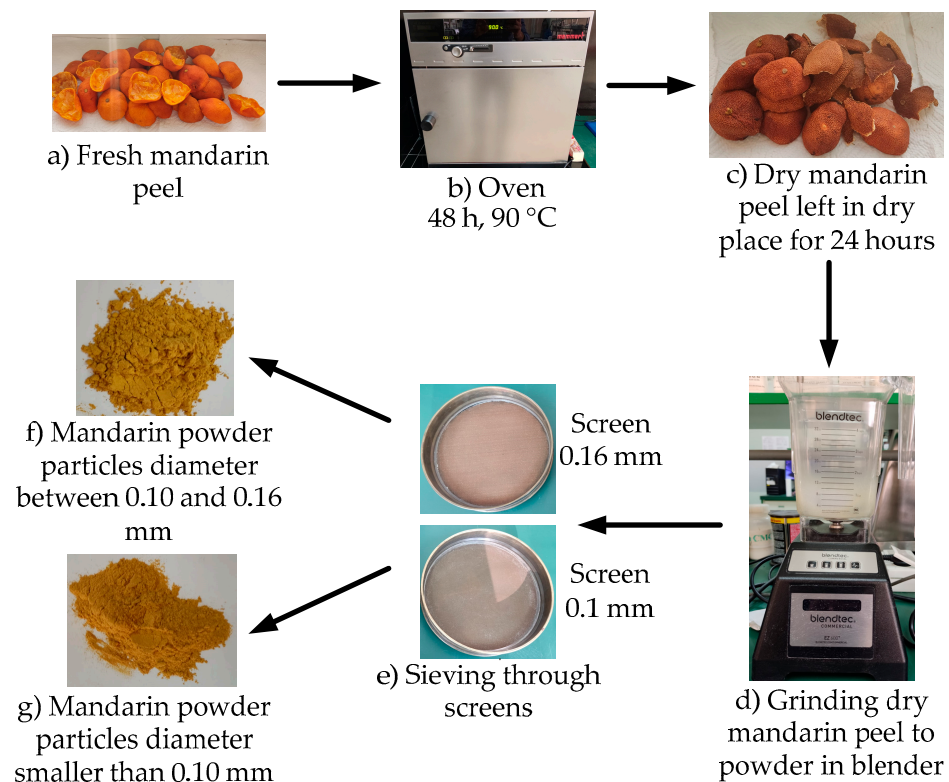 a) Fresh mandarin
peel
memmert
b) Oven
48 h, 90 °C
c) Dry mandarin
peel left in dry
place for 24 hours
blendtec
blendtec
blendtec
COMMERCIAL
d) Grinding dry
mandarin peel to
powder in blender
Screen
0.16 mm
Screen
0.1 mm
e) Sieving through
screens
f) Mandarin powder
particles diameter
between 0.10 and 0.16
mm
g) Mandarin powder
particles diameter
smaller than 0.10 mm